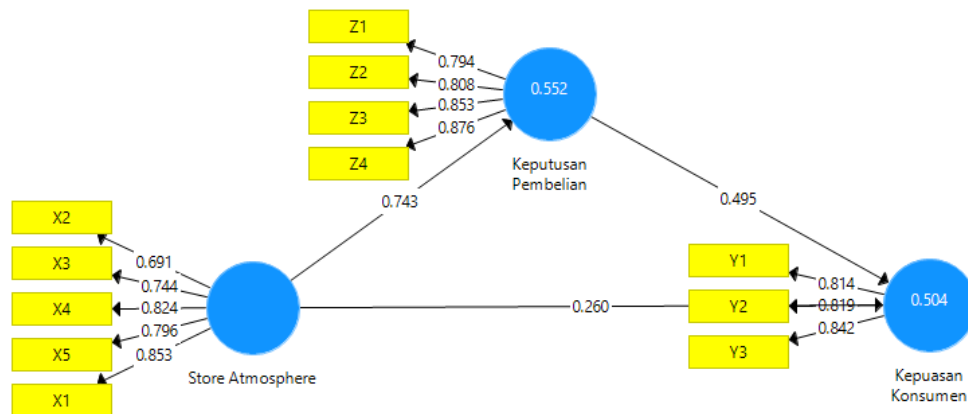 Z1
Z2
Z3
Z4
0.794
0.808
0.853
0.876
0.552
Keputusan
Pembelian
0.743
0.495
X2
X3
X4
X5
X1
0.691
0.744
0.824
0.796
0.853
Store Atmosphere
0.260
Y1
Y2
Y3
0.814
0.819
0.842
0.504
Kepuasan
Konsumen